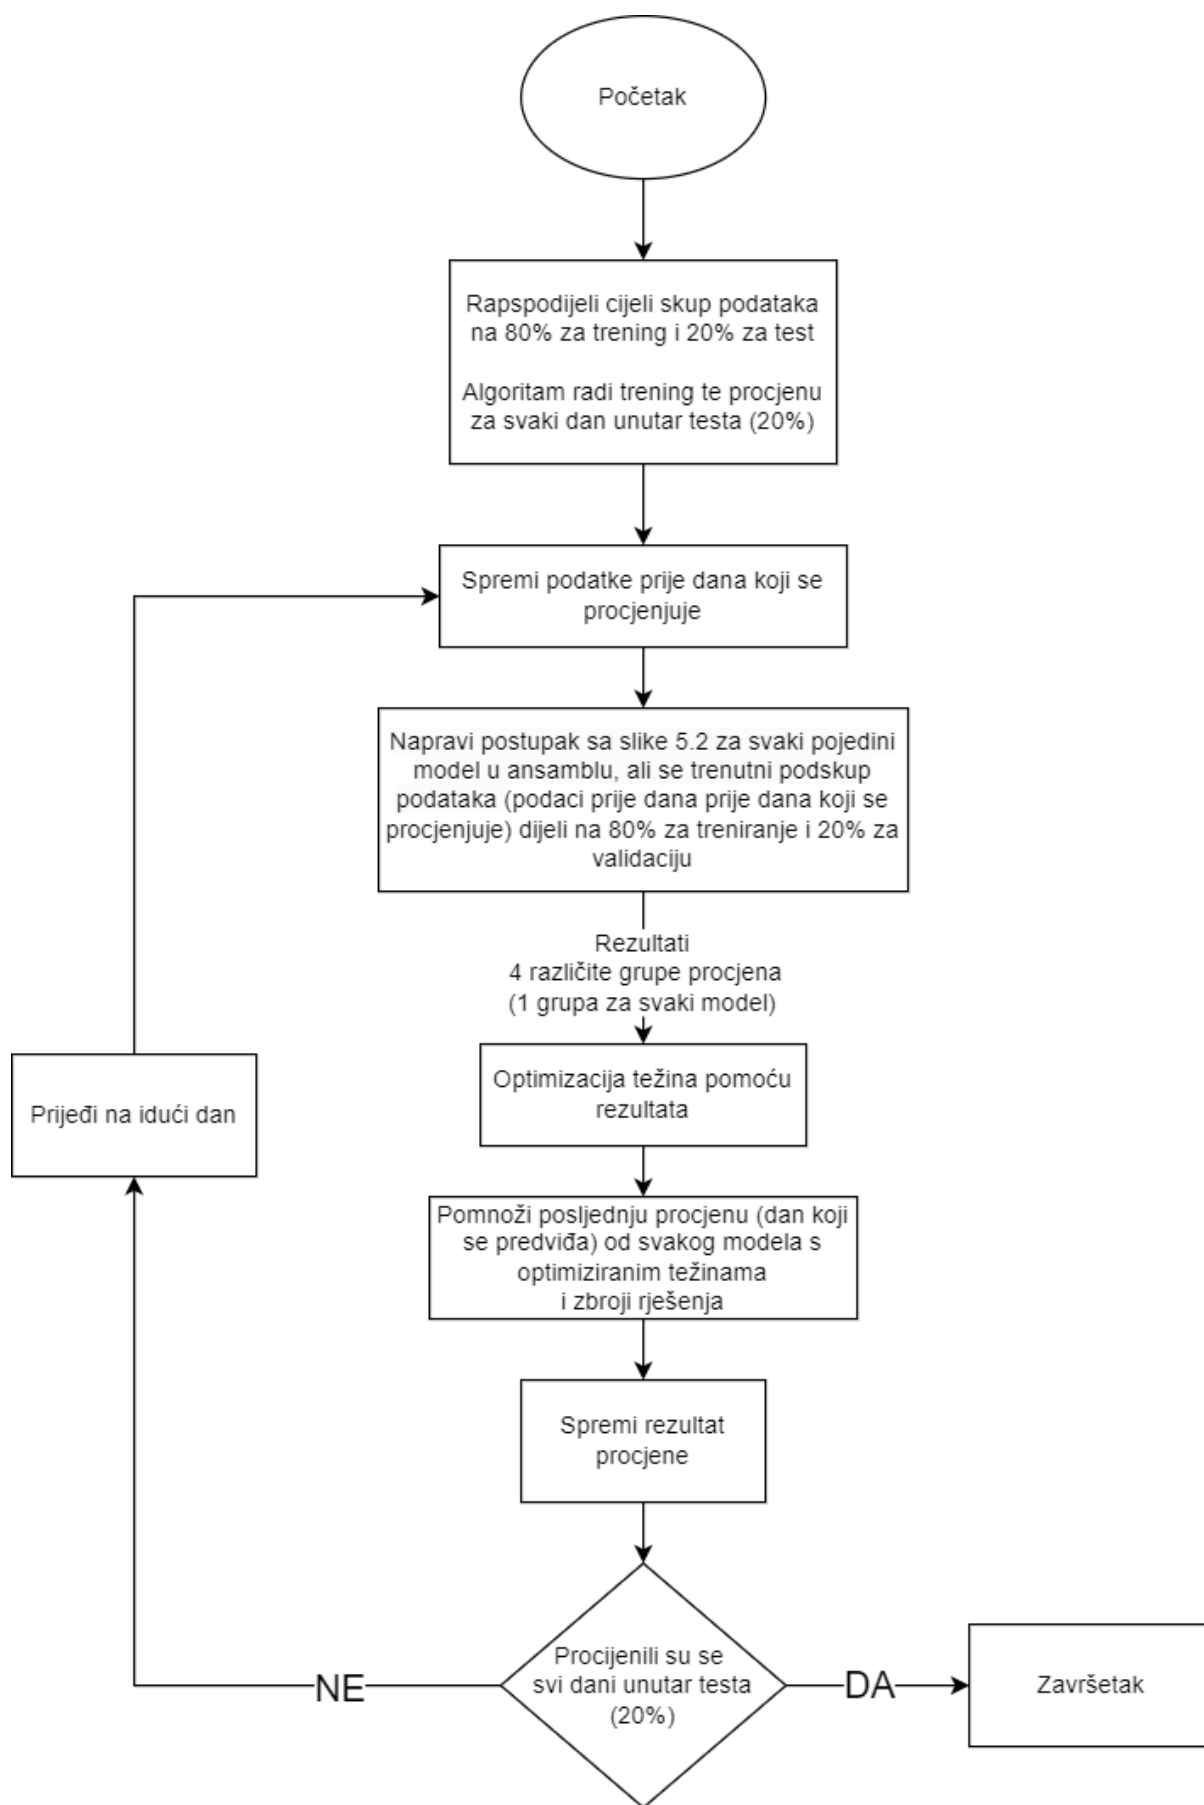 Početak
Rapspodijeli cijeli skup podataka
na 80% za trening i 20% za test
Algoritam radi trening te procjenu
za svaki dan unutar testa (20%)
Spremi podatke prije dana koji se
procjenjuje
Napravi postupak sa slike 5.2 za svaki pojedini
model u ansamblu, ali se trenutni podskup
podataka (podaci prije dana prije dana koji se
procjenjuje) dijeli na 80% za treniranje i 20% za
validaciju
Rezultati
4 različite grupe procjena
(1 grupa za svaki model)
Optimizacija težina pomoću
rezultata
Prijeđi na idući dan
Pomnoži posljednju procjenu (dan koji
se predviđa) od svakog modela s
optimiziranim težinama
i zbroji rješenja
Spremi rezultat
procjene
Procijenili su se
svi dani unutar testa
(20%)
NE
DA
Završetak